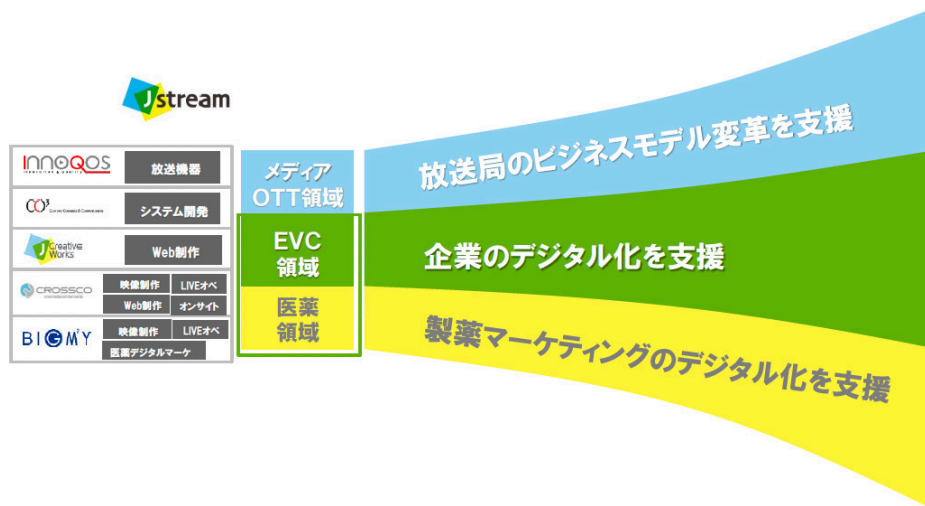 Jstream
INNOQOS
放送機器
CO³
システム開発
J Creative Works
Web制作
CROSSCO
映像制作
LIVEオペ
Web制作
オンサイト
BIGM²Y
映像制作
LIVEオペ
医薬デジタルマーケ
メディア
OTT領域
EVC
領域
医薬
領域
放送局のビジネスモデル変革を支援
企業のデジタル化を支援
製薬マーケティングのデジタル化を支援